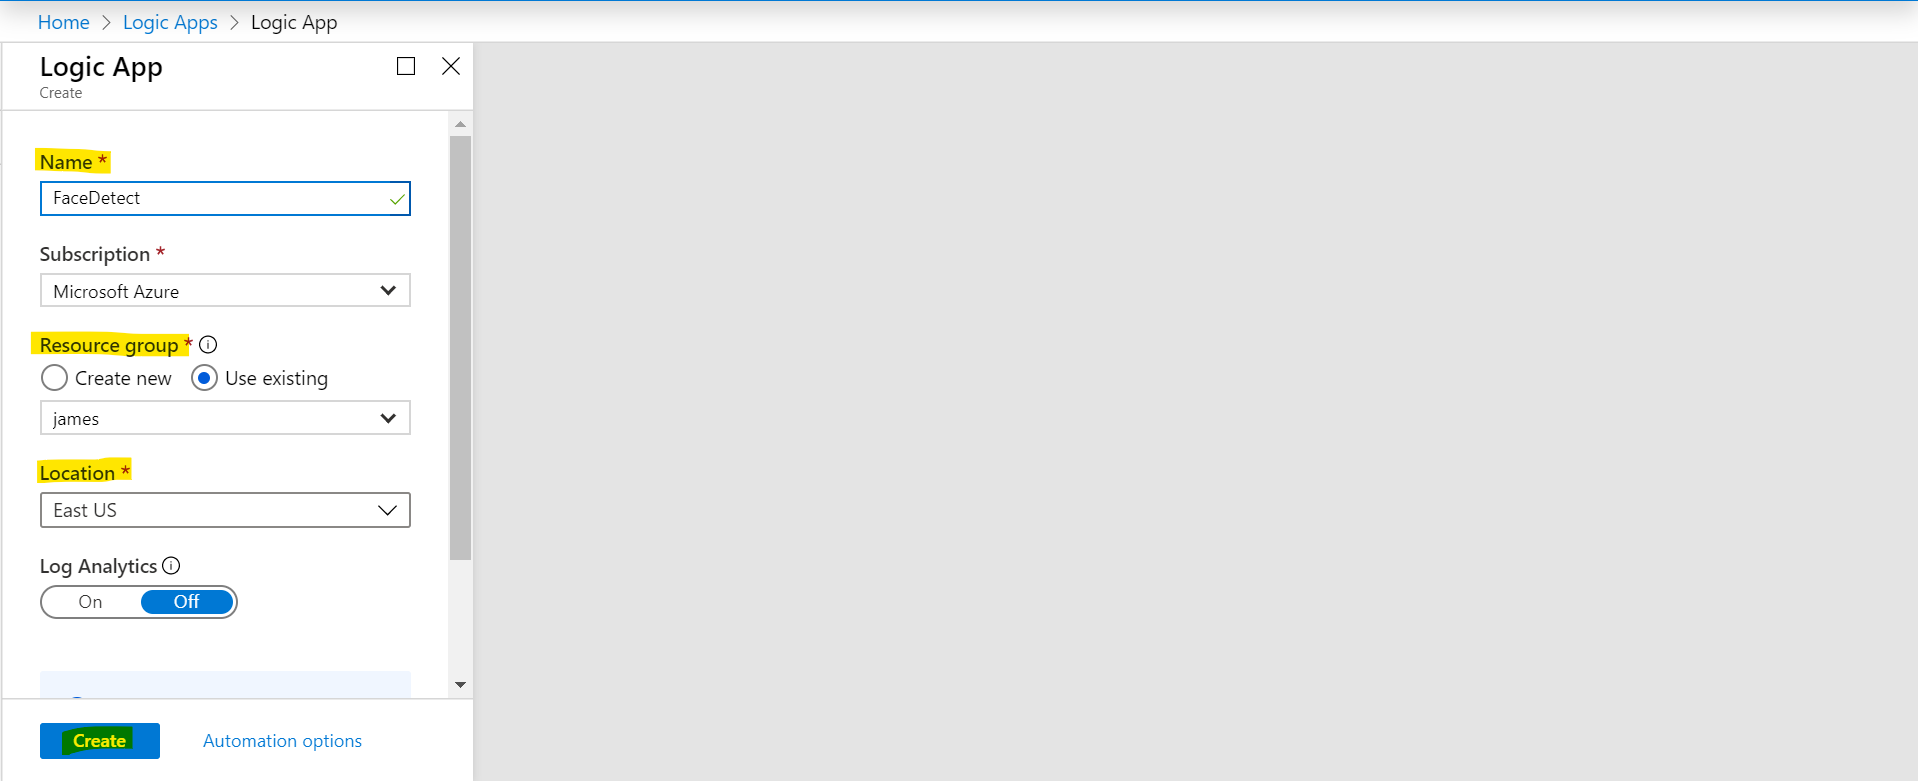 Home > Logic Apps > Logic App
Logic App
Create
Name *
FaceDetect
Subscription *
Microsoft Azure
Resource group *
Create new Use existing
james
Location *
East US
Log Analytics
On Off
Create Automation options